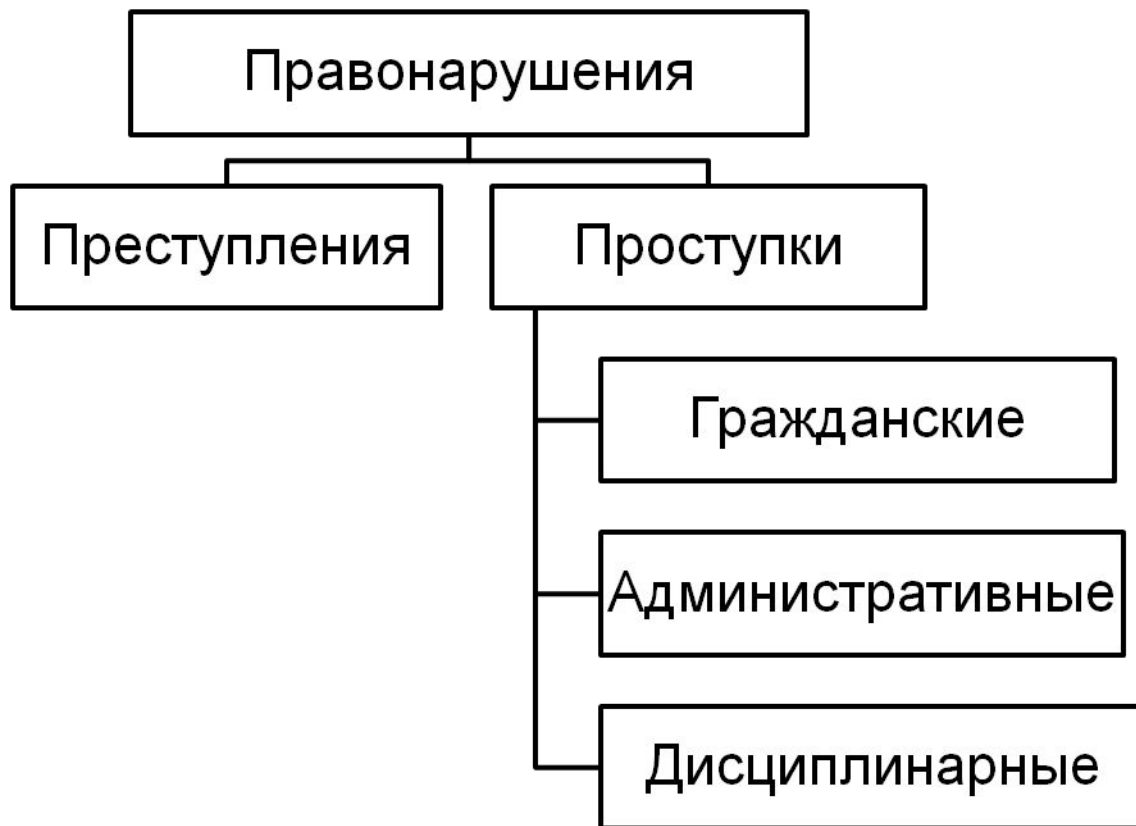 Правонарушения
Преступления
Проступки
Гражданские
Административные
Дисциплинарные